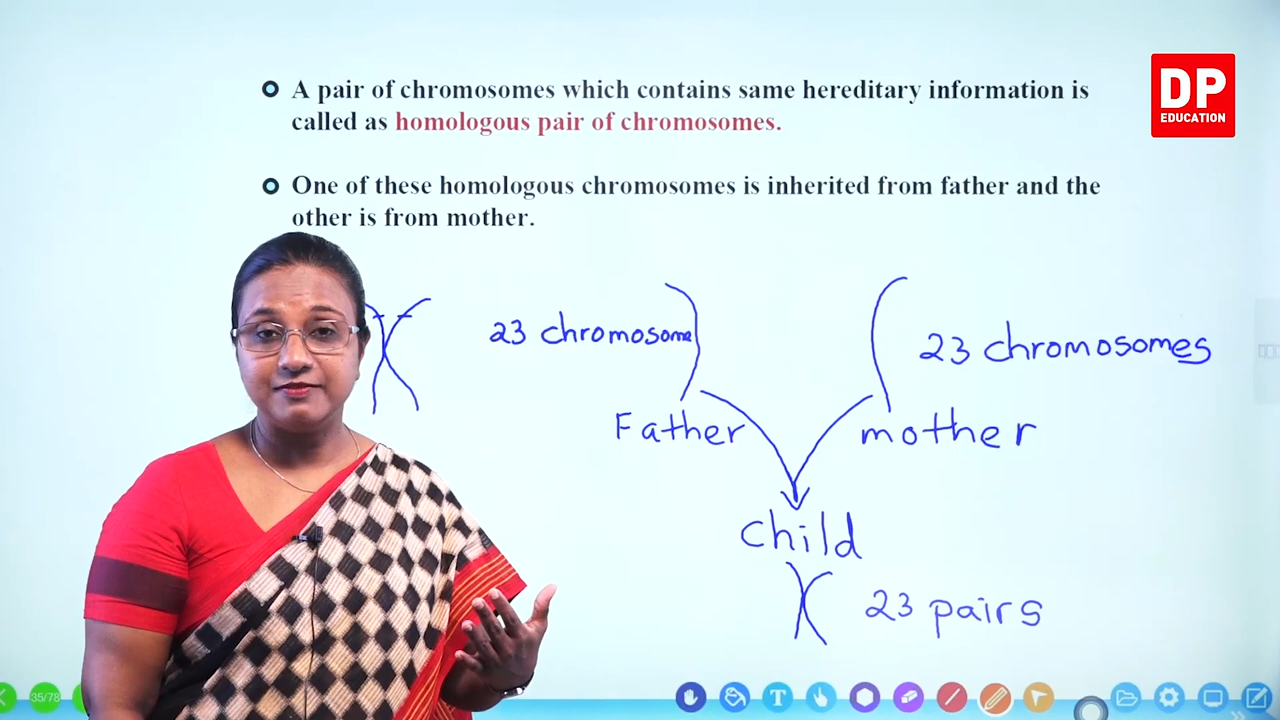 A pair of chromosomes which contains same hereditary information is
called as homologous pair of chromosomes.
One of these homologous chromosomes is inherited from father and the
other is from mother.
DP
EDUCATION
23 chromosome
23 chromosomes
Father
mother
child
23 pairs
35/78
T